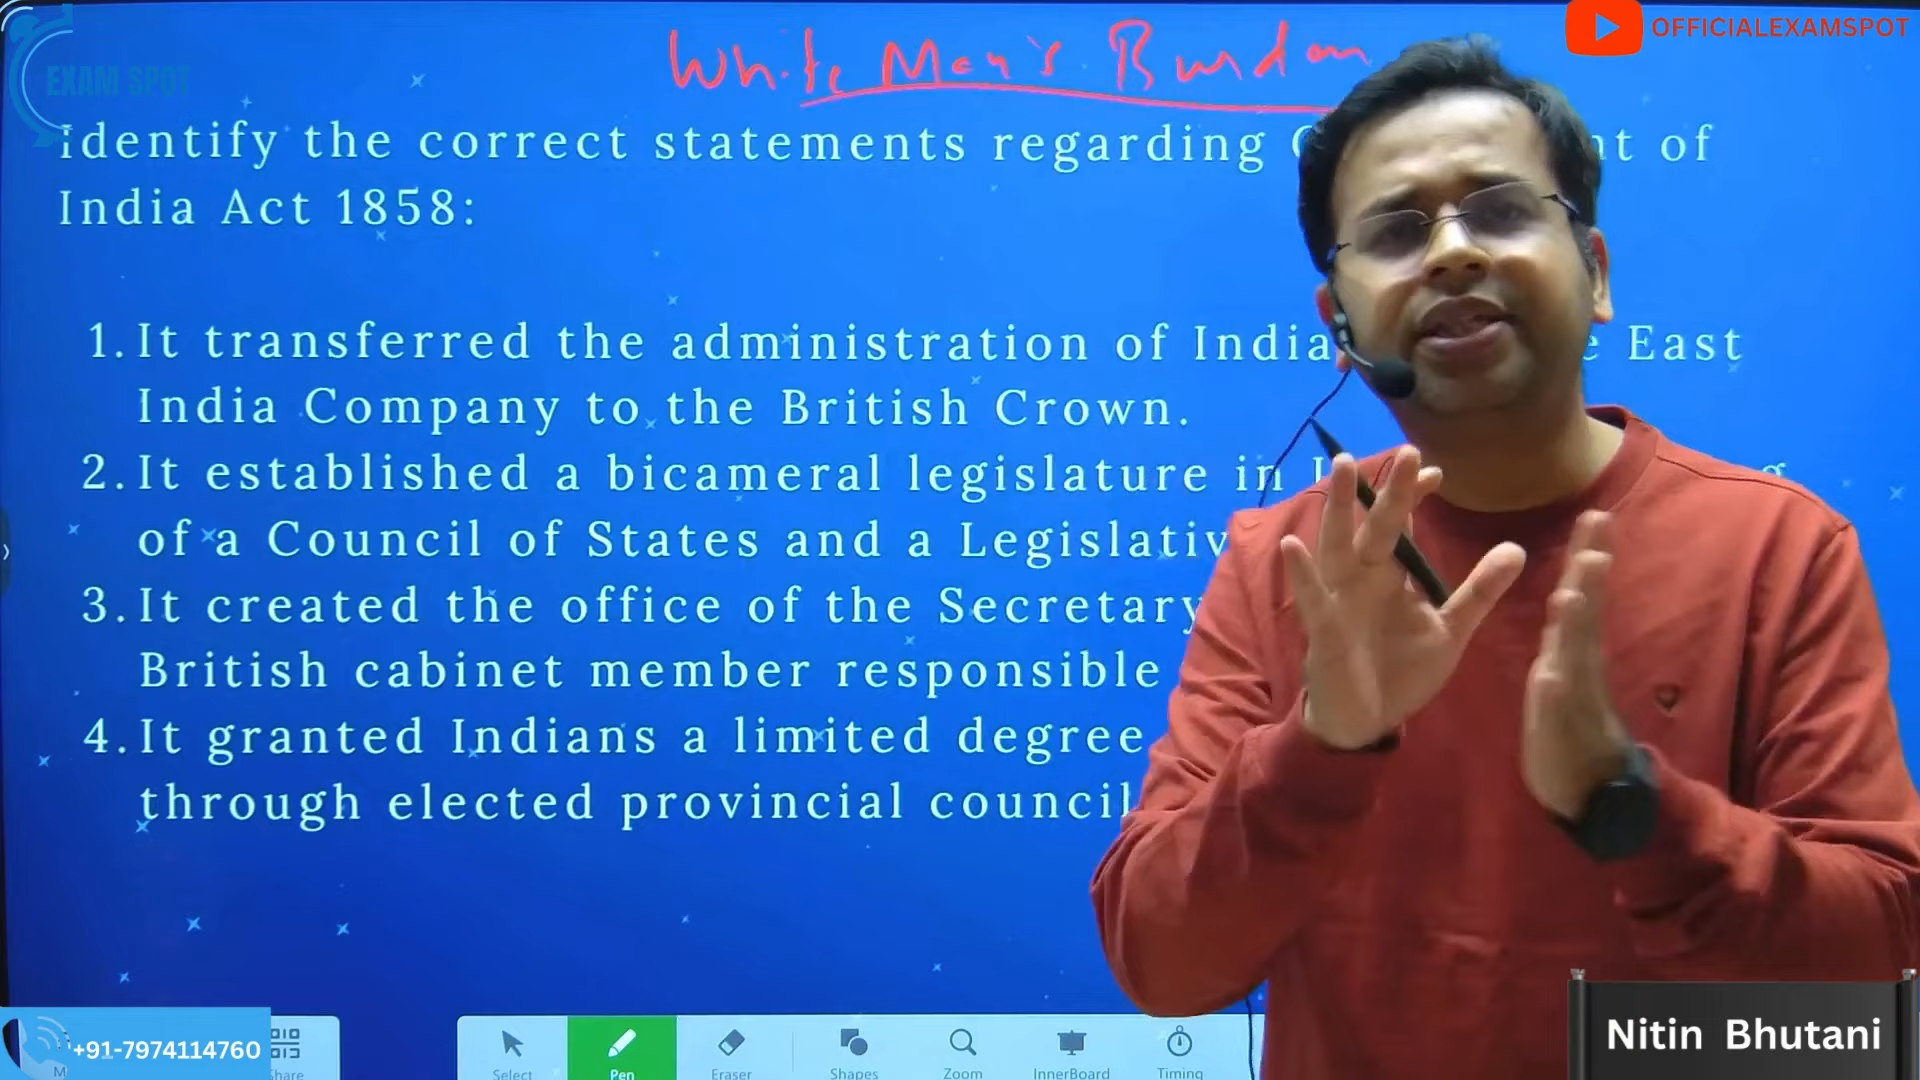 OFFICIALEXAMSPOT
White Man's Burdan
EXAM SPOT
identify the correct statements regarding of
India Act 1858:
1. It transferred the administration of India East
India Company to the British Crown.
2. It established a bicameral legislature in
of a Council of States and a
3. It created the office of the Secretary
British cabinet member responsible
4. It granted Indians a limited degree
through elected provincial
+91-7974114760
Select Pen Eraser Shapes Zoom InnerBoard Timing
Nitin Bhutani